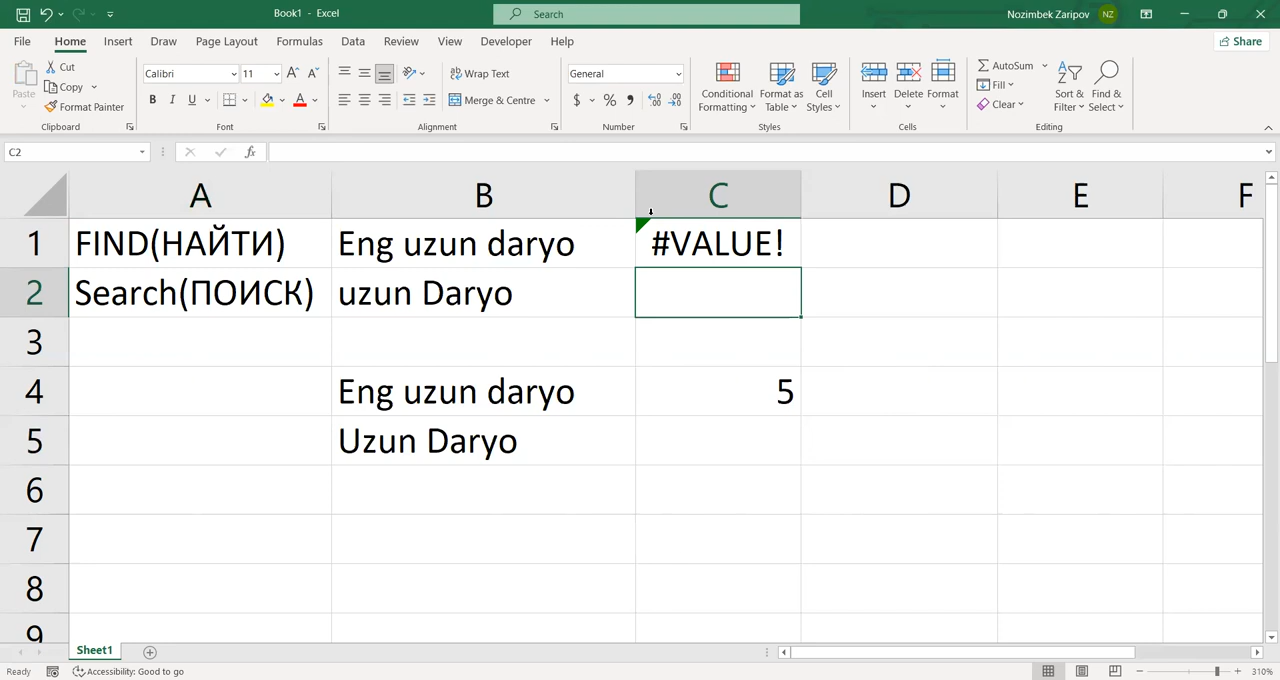 Book1 - Excel
Search
Nozimbek Zaripov NZ
File Home Insert Draw Page Layout Formulas Data Review View Developer Help Share
Paste
Cut
Copy
Format Painter
Clipboard
Calibri 11
B I U
Font
Wrap Text
Merge & Centre
Alignment
General
Number
Conditional Formatting
Format as Table
Cell Styles
Styles
Insert Delete Format
Cells
AutoSum
Fill
Clear
Sort & Filter
Find & Select
Editing
C2 fx
A B C D E F
1 FIND(НАЙТИ) Eng uzun daryo #VALUE!
2 Search(ПОИСК) uzun Daryo
3
4 Eng uzun daryo 5
5 Uzun Daryo
6
7
8
9
Sheet1
Ready Accessibility: Good to go 310%